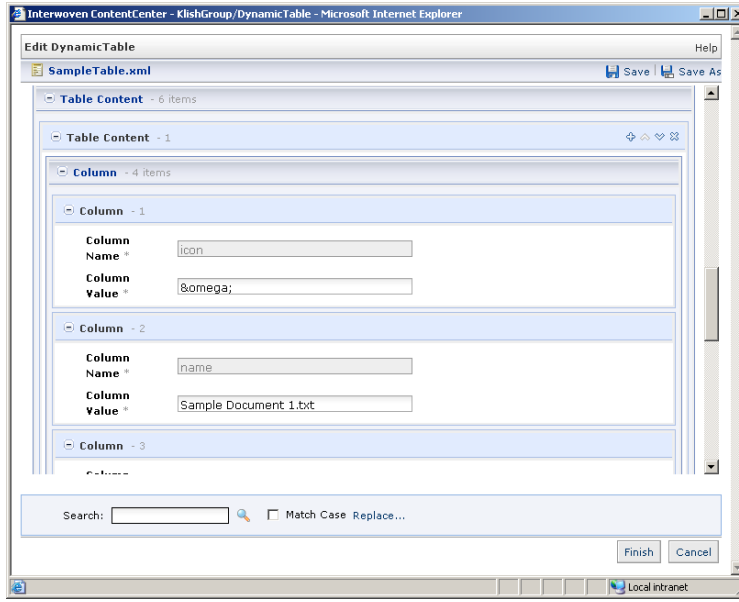 Interwoven ContentCenter - KlishGroup/DynamicTable - Microsoft Internet Explorer
Edit DynamicTable
Help
SampleTable.xml
Save
Save As
Table Content - 6 items
Table Content - 1
Column - 4 items
Column - 1
Column
Name *
icon
Column
Value *
&omega;
Column - 2
Column
Name *
name
Column
Value *
Sample Document 1.txt
Column - 3
Search:
Match Case
Replace...
Finish
Cancel
Local intranet